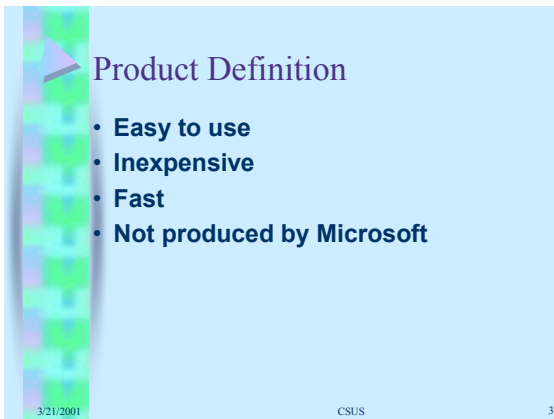 Product Definition
• Easy to use
• Inexpensive
• Fast
• Not produced by Microsoft
3/21/2001 CSUS 3